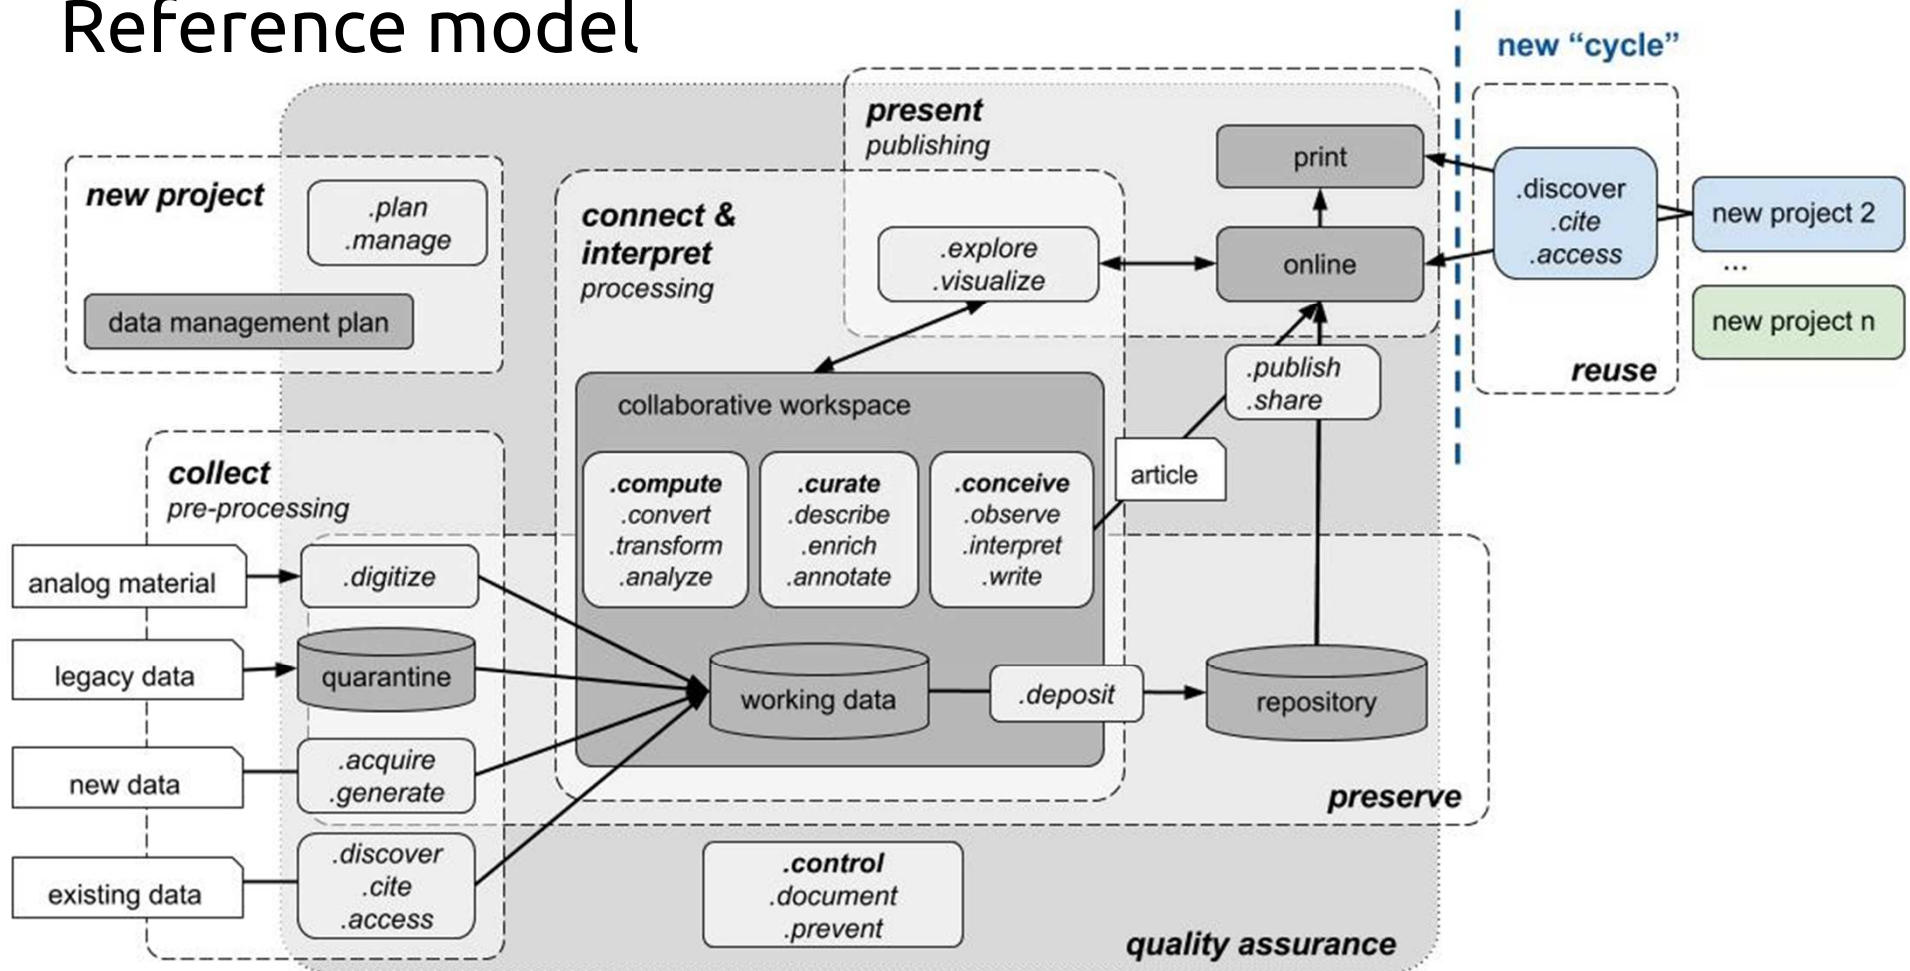 Reference model
new "cycle"
present
publishing
print
.discover
.cite
.access
new project 2
...
new project n
reuse
new project
.plan
.manage
data management plan
connect &
interpret
processing
.explore
.visualize
online
.publish
.share
collaborative workspace
article
.compute
.convert
.transform
.analyze
.curate
.describe
.enrich
.annotate
.conceive
.observe
.interpret
.write
collect
pre-processing
analog material
.digitize
legacy data
quarantine
working data
.deposit
repository
new data
.acquire
.generate
preserve
existing data
.discover
.cite
.access
.control
.document
.prevent
quality assurance